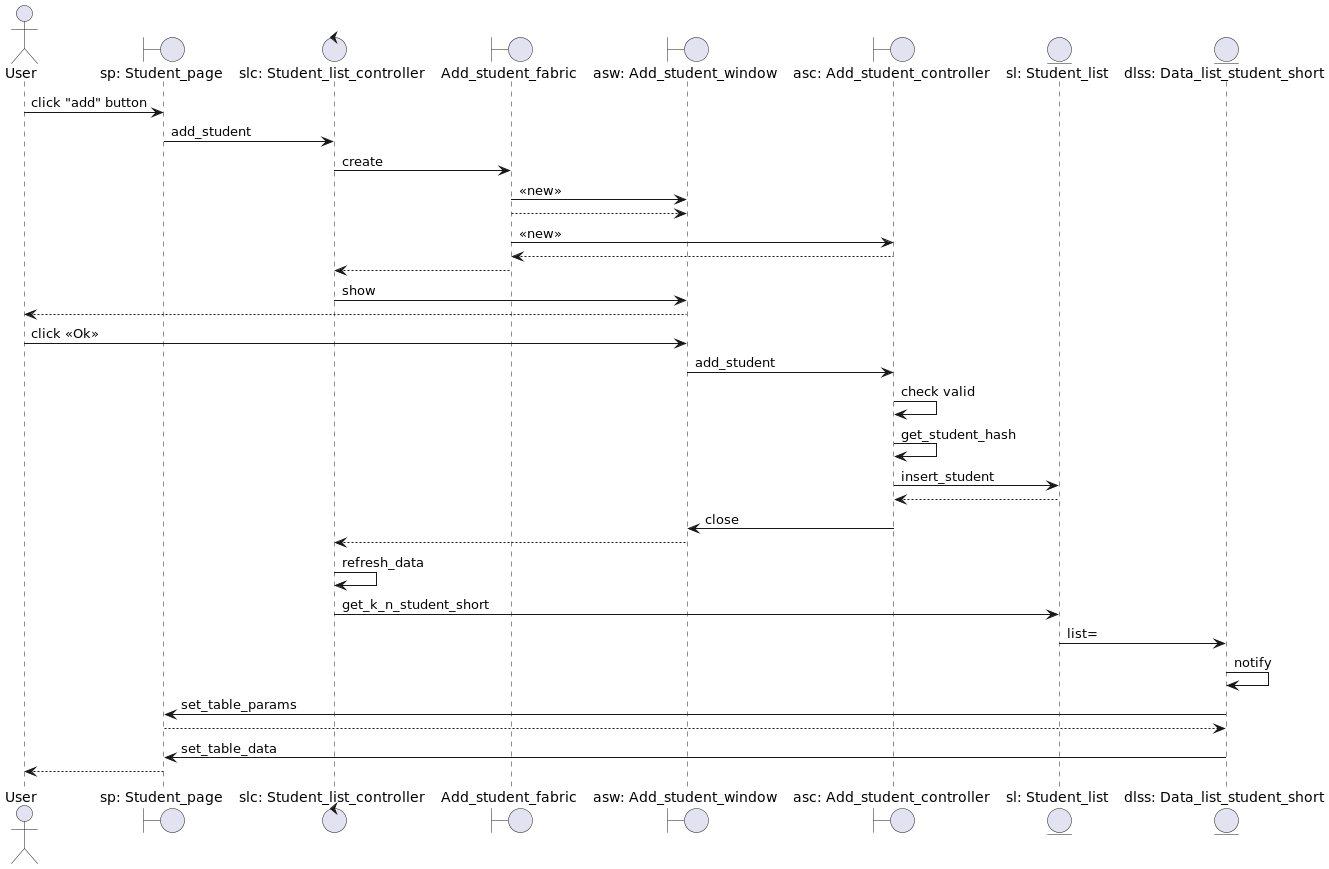 User sp: Student_page slc: Student_list_controller Add_student_fabric asw: Add_student_window asc: Add_student_controller sl: Student_list dlss: Data_list_student_short
click "add" button
add_student
create
«new»
«new»
show
click «Ok»
add_student
check valid
get_student_hash
insert_student
close
refresh_data
get_k_n_student_short
list=
notify
set_table_params
set_table_data
User sp: Student_page slc: Student_list_controller Add_student_fabric asw: Add_student_window asc: Add_student_controller sl: Student_list dlss: Data_list_student_short